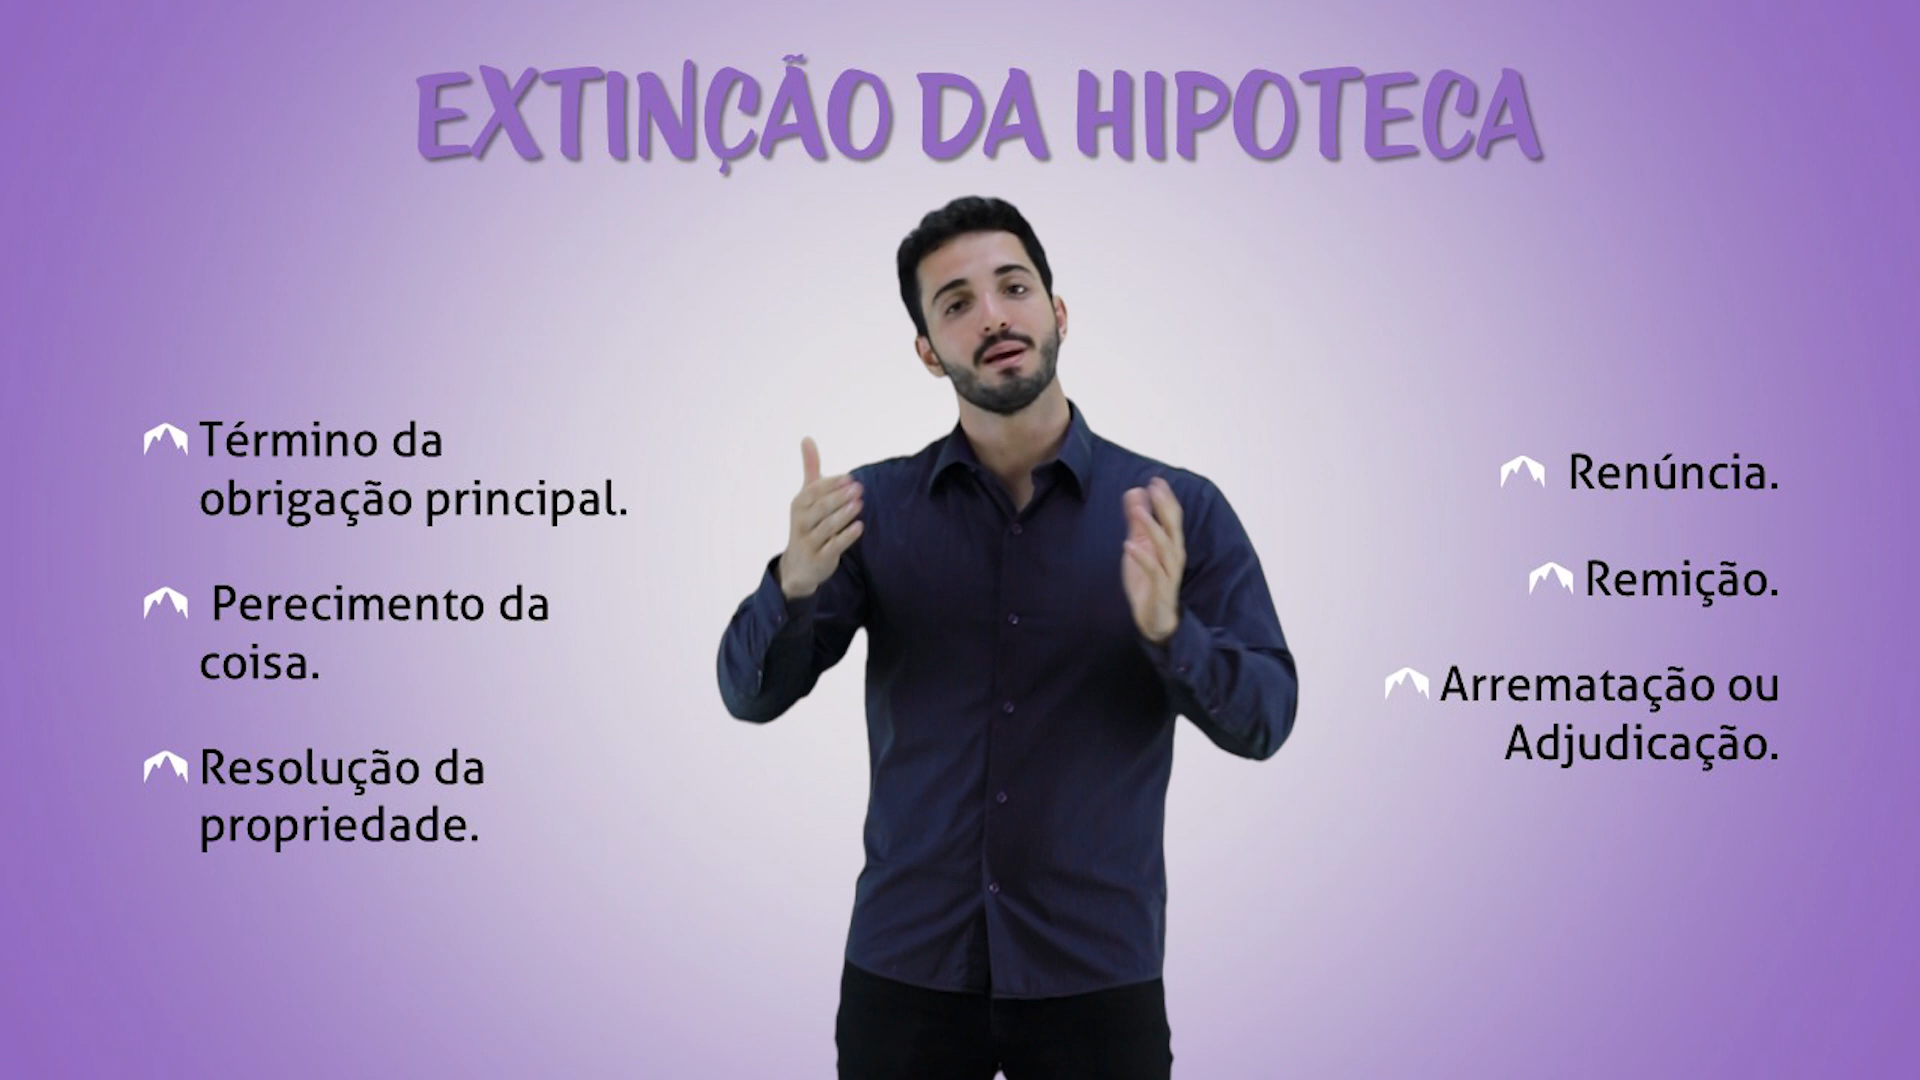 EXTINÇÃO DA HIPOTECA
Término da
obrigação principal.
Perecimento da
coisa.
Resolução da
propriedade.
Renúncia.
Remição.
Arrematação ou
Adjudicação.